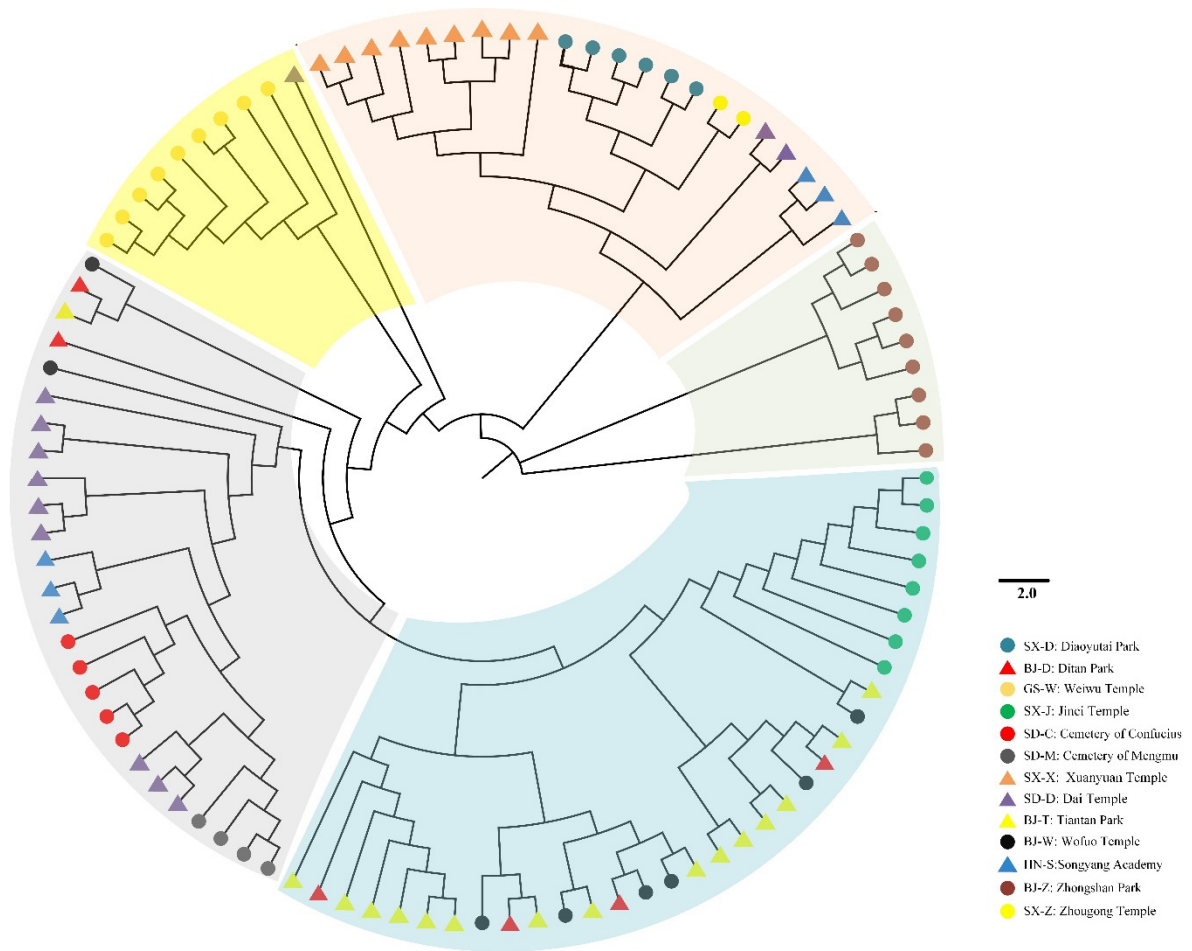 2.0
SX-D: Diaoyutai Park
BJ-D: Ditan Park
GS-W: Weiwu Temple
SX-J: Jinci Temple
SD-C: Cemetery of Confucius
SD-M: Cemetery of Mengmu
SX-X: Xuanyuan Temple
SD-D: Dai Temple
BJ-T: Tiantan Park
BJ-W: Wofuo Temple
HN-S:Songyang Academy
BJ-Z: Zhongshan Park
SX-Z: Zhougong Temple